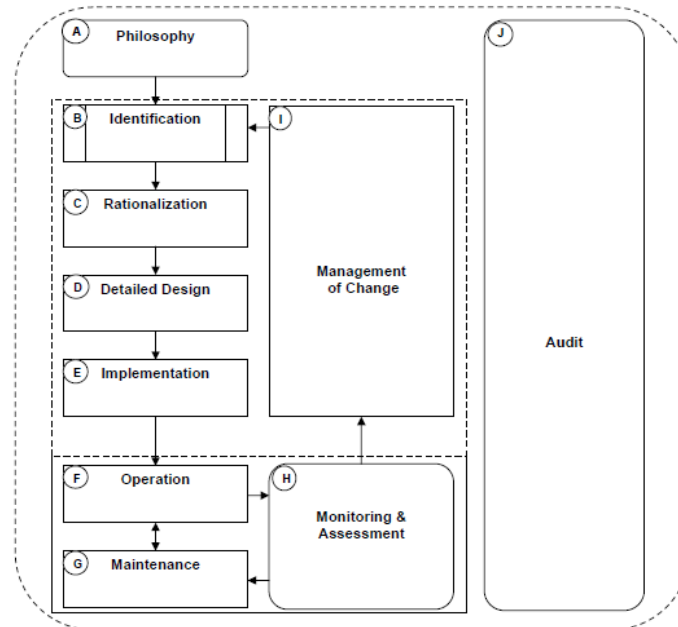 A
Philosophy
J
B
Identification
I
C
Rationalization
Management
of Change
D
Detailed Design
Audit
E
Implementation
F
Operation
H
Monitoring &
Assessment
G
Maintenance